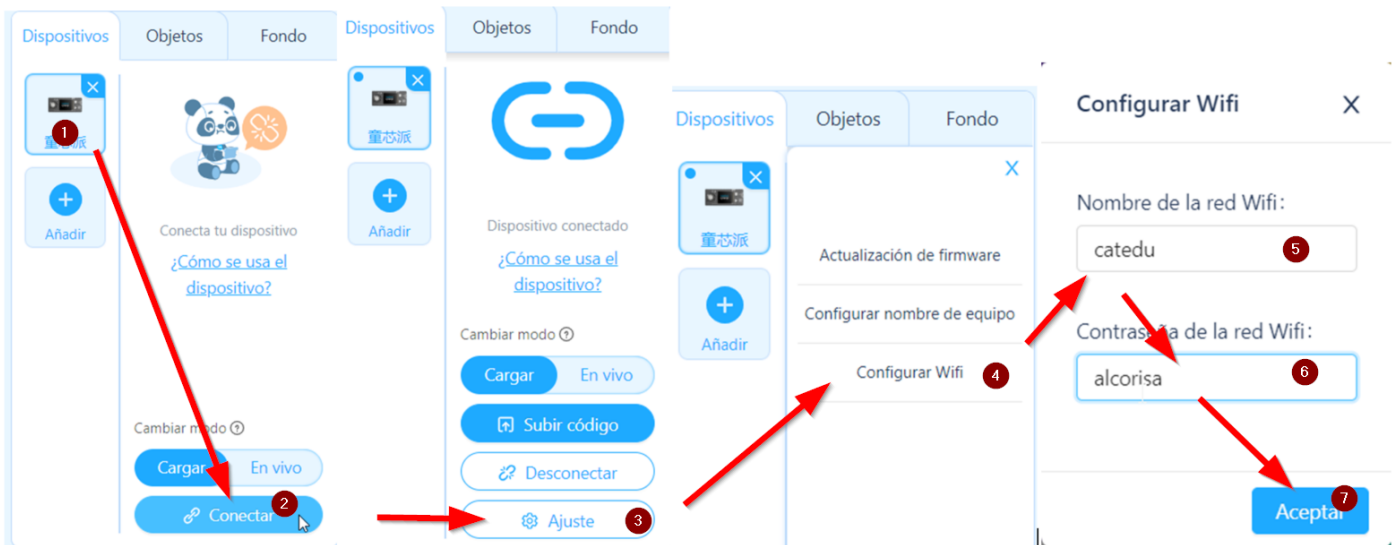 Dispositivos
Objetos
Fondo
1
童芯派
Añadir
Conecta tu dispositivo
¿Cómo se usa el
dispositivo?
Cambiar modo
Cargar
En vivo
Conectar
2
Dispositivos
Objetos
Fondo
童芯派
Añadir
Dispositivo conectado
¿Cómo se usa el
dispositivo?
Cambiar modo
Cargar
En vivo
Subir código
Desconectar
Ajuste
3
Dispositivos
Objetos
Fondo
童芯派
Añadir
X
Actualización de firmware
Configurar nombre de equipo
Configurar Wifi
4
Configurar Wifi
X
Nombre de la red Wifi:
catedu
5
Contraseña de la red Wifi:
alcorisa
6
Aceptar
7